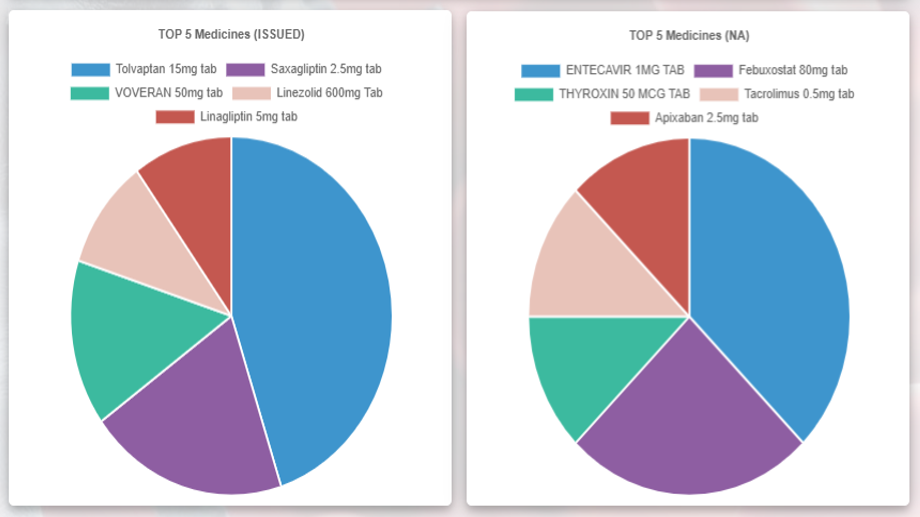 TOP 5 Medicines (ISSUED)
Tolvaptan 15mg tab Saxagliptin 2.5mg tab
VOVERAN 50mg tab Linezolid 600mg Tab
Linagliptin 5mg tab
TOP 5 Medicines (NA)
ENTECAVIR 1MG TAB Febuxostat 80mg tab
THYROXIN 50 MCG TAB Tacrolimus 0.5mg tab
Apixaban 2.5mg tab